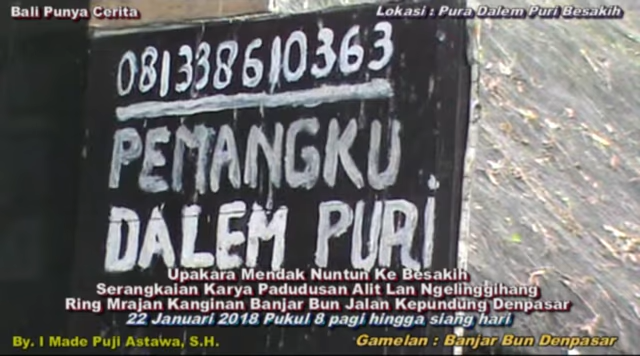 Bali Punya Cerita
Lokasi : Pura Dalem Puri Besakih
081338610363
PEMANGKU
DALEM PURI
Upakara Mendak Nuntun Ke Besakih
Serangkaian Karya Padudusan Alit Lan Ngelinggihang
Ring Mrajan Kanginan Banjar Bun Jalan Kepundung Denpasar
22 Januari 2018 Pukul 8 pagi hingga siang hari
By. I Made Puji Astawa, S.H.
Gamelan : Banjar Bun Denpasar